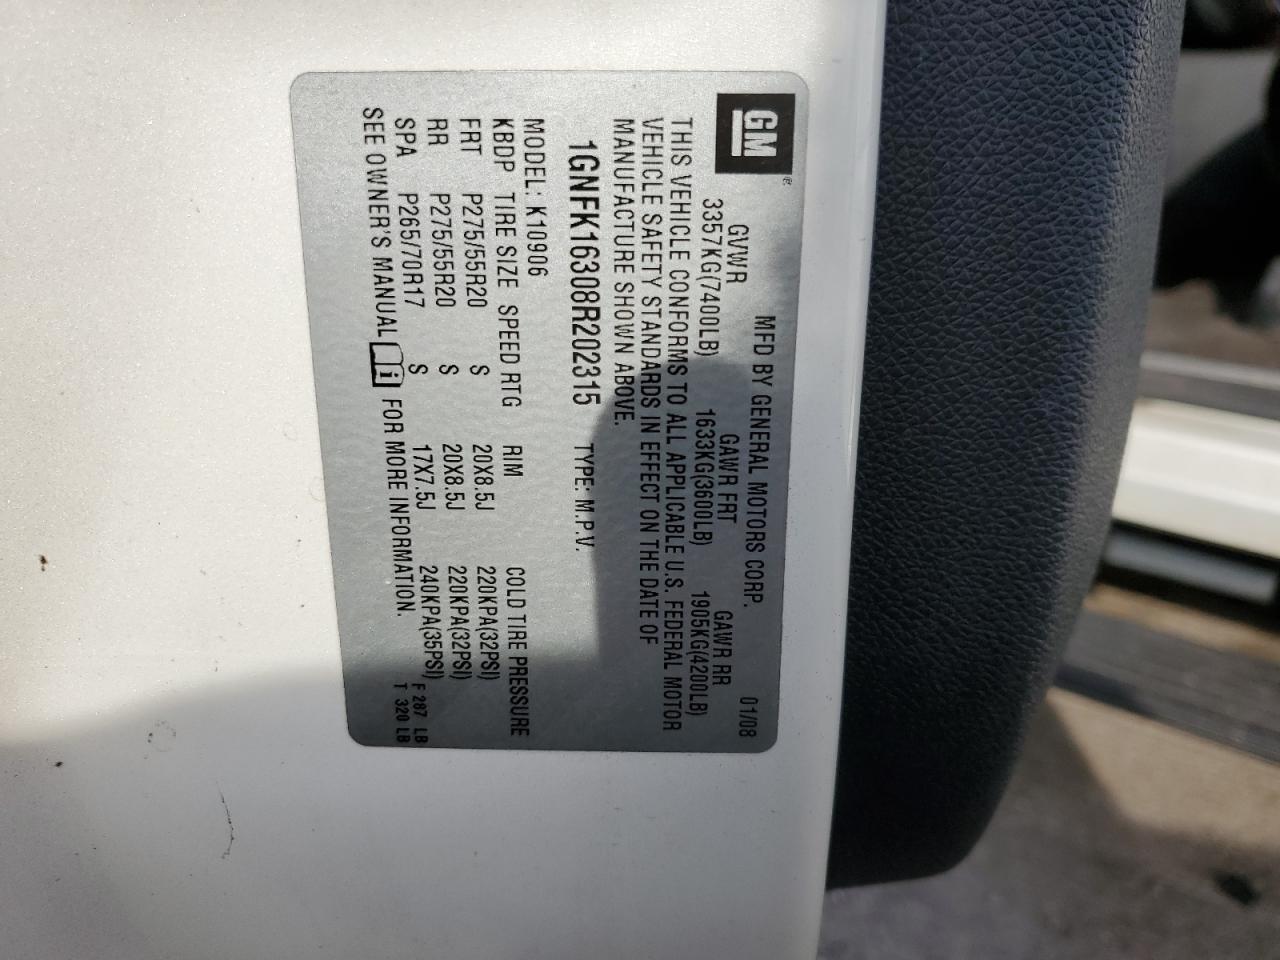 GM®
MFD BY GENERAL MOTORS CORP. 01/08
GVWR GAWR FRT GAWR RR
3357KG(7400LB) 1633KG(3600LB) 1905KG(4200LB)
THIS VEHICLE CONFORMS TO ALL APPLICABLE U.S. FEDERAL MOTOR
VEHICLE SAFETY STANDARDS IN EFFECT ON THE DATE OF
MANUFACTURE SHOWN ABOVE.
1GNFK16308R202315 TYPE: M.P.V.
MODEL: K10906
KBDP TIRE SIZE SPEED RTG RIM COLD TIRE PRESSURE
FRT P275/55R20 S 20X8.5J 220KPA(32PSI)
RR P275/55R20 S 20X8.5J 220KPA(32PSI)
SPA P265/70R17 S 17X7.5J 240KPA(35PSI) F 287 LB
SEE OWNER'S MANUAL i FOR MORE INFORMATION. T 320 LB